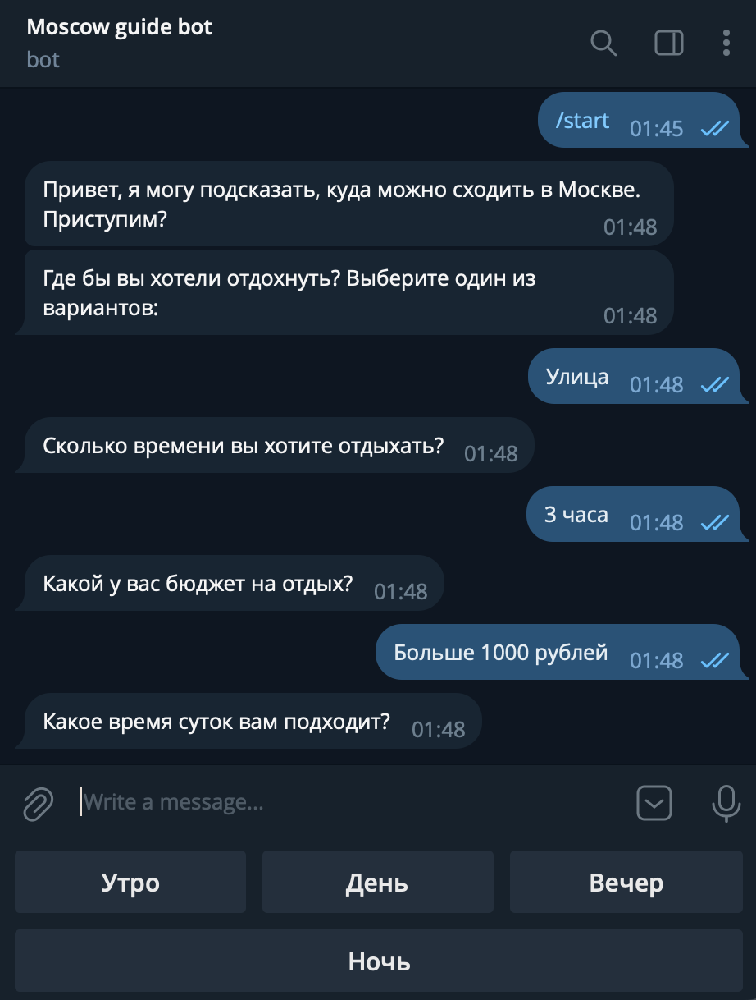 Moscow guide bot
bot
/start 01:45
Привет, я могу подсказать, куда можно сходить в Москве.
Приступим? 01:48
Где бы вы хотели отдохнуть? Выберите один из
вариантов: 01:48
Улица 01:48
Сколько времени вы хотите отдыхать? 01:48
3 часа 01:48
Какой у вас бюджет на отдых? 01:48
Больше 1000 рублей 01:48
Какое время суток вам подходит? 01:48
Write a message...
Утро День Вечер
Ночь